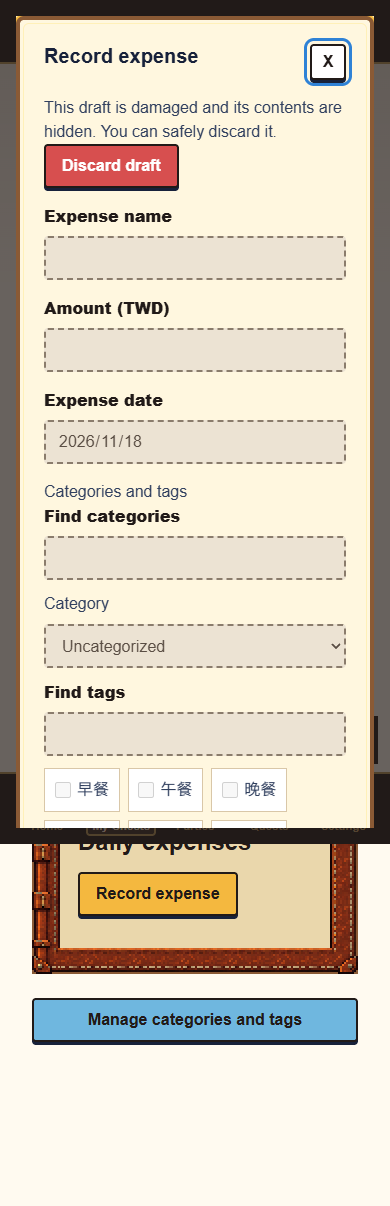 Record expense
X
This draft is damaged and its contents are
hidden. You can safely discard it.
Discard draft
Expense name
Amount (TWD)
Expense date
2026/11/18
Categories and tags
Find categories
Category
Uncategorized
Find tags
早餐
午餐
晚餐
Daily expenses
Record expense
Manage categories and tags